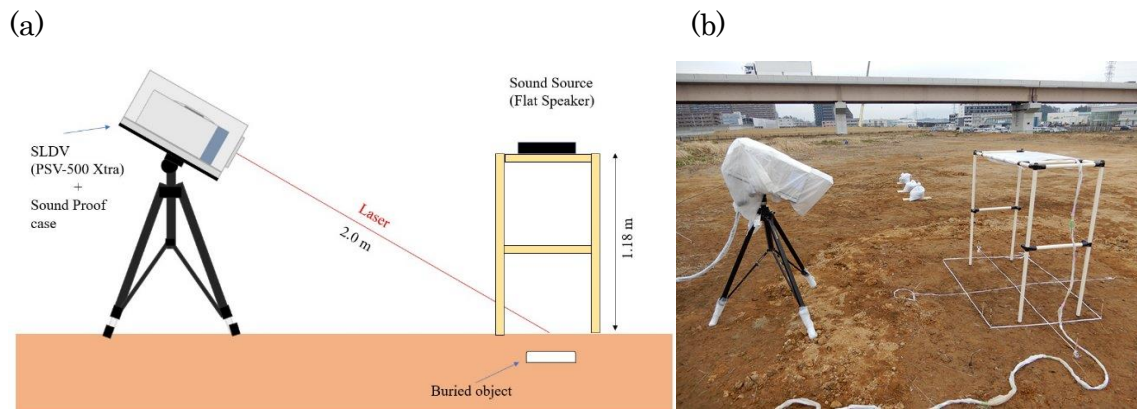 (a)
(b)
Sound Source
(Flat Speaker)
SLDV
(PSV-500 Xtra)
+
Sound Proof
case
Laser
2.0 m
1.18 m
Buried object